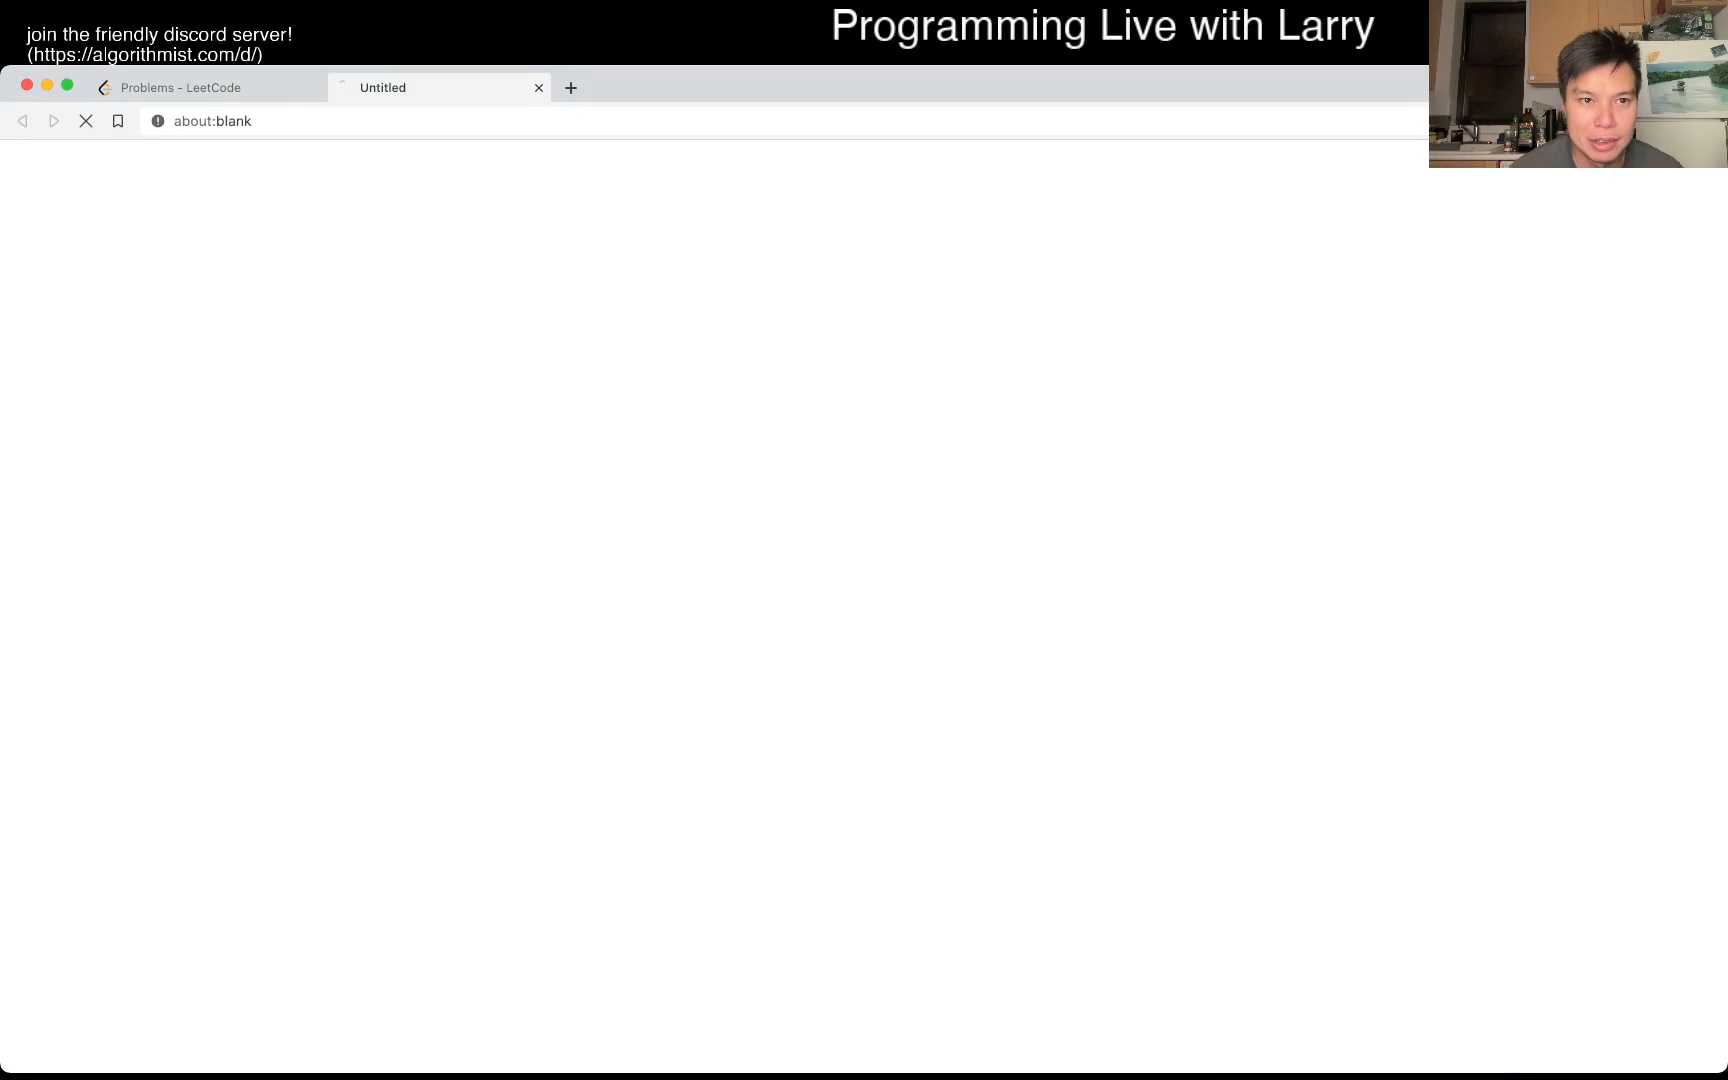 join the friendly discord server!
(https://algorithmist.com/d/)
Programming Live with Larry
Problems - LeetCode
Untitled
about:blank